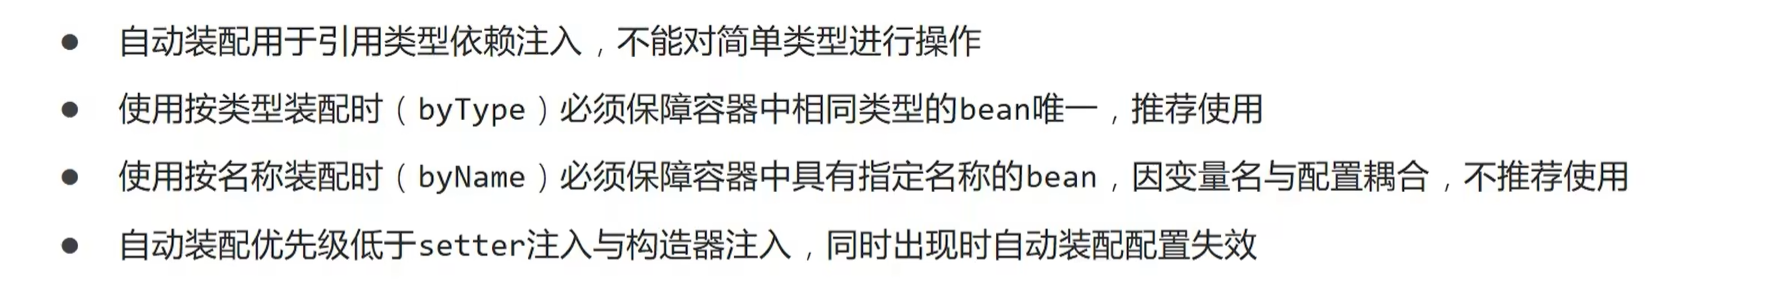 ● 自动装配用于引用类型依赖注入，不能对简单类型进行操作
● 使用按类型装配时（byType）必须保障容器中相同类型的bean唯一，推荐使用
● 使用按名称装配时（byName）必须保障容器中具有指定名称的bean，因变量名与配置耦合，不推荐使用
● 自动装配优先级低于setter注入与构造器注入，同时出现时自动装配配置失效